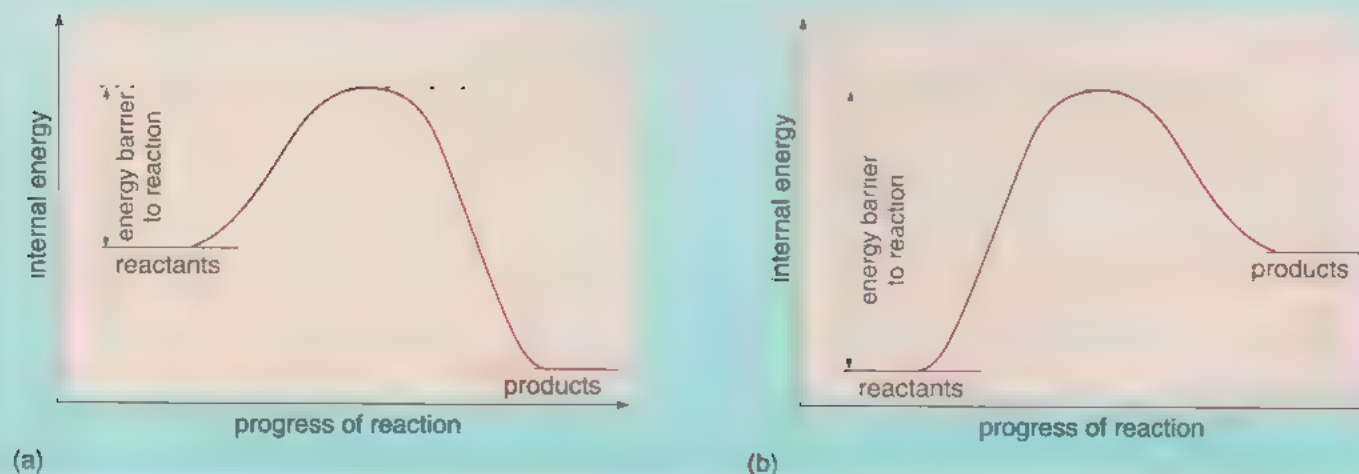 internal energy
energy barrier
to reaction
reactants
products
progress of reaction
(a)
internal energy
energy barrier
to reaction
reactants
products
progress of reaction
(b)